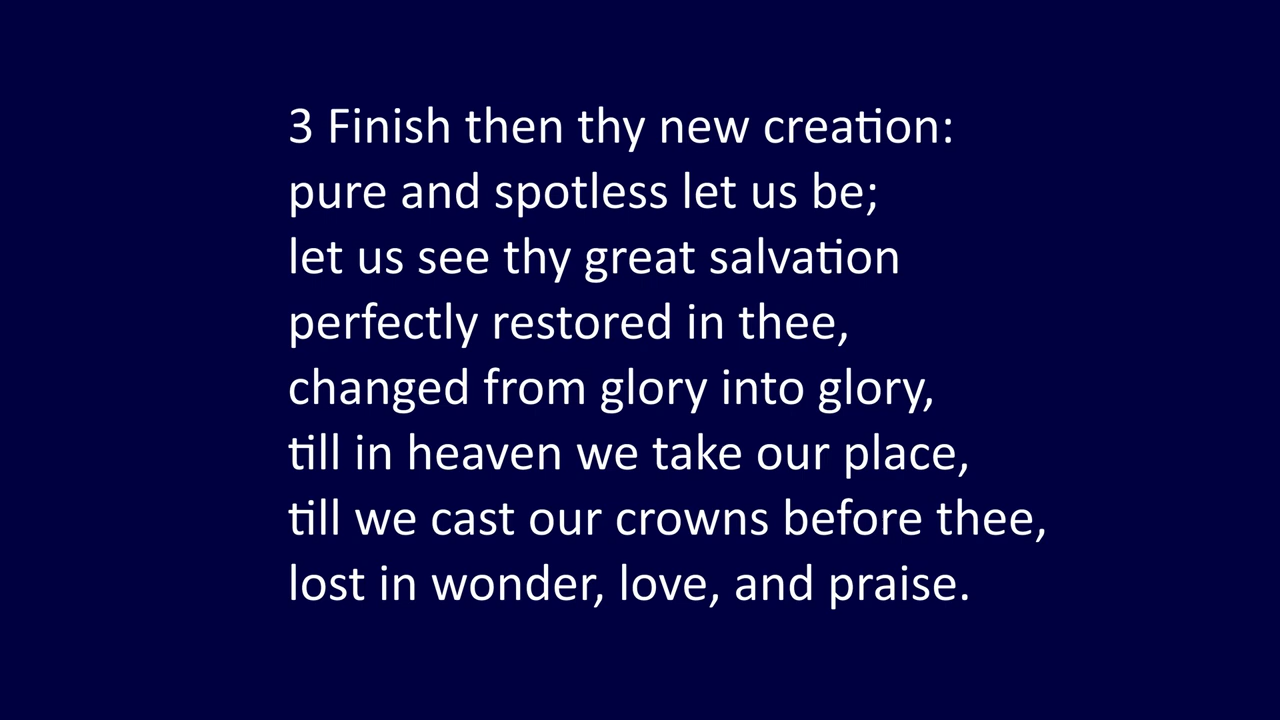 3 Finish then thy new creation:
pure and spotless let us be;
let us see thy great salvation
perfectly restored in thee,
changed from glory into glory,
till in heaven we take our place,
till we cast our crowns before thee,
lost in wonder, love, and praise.